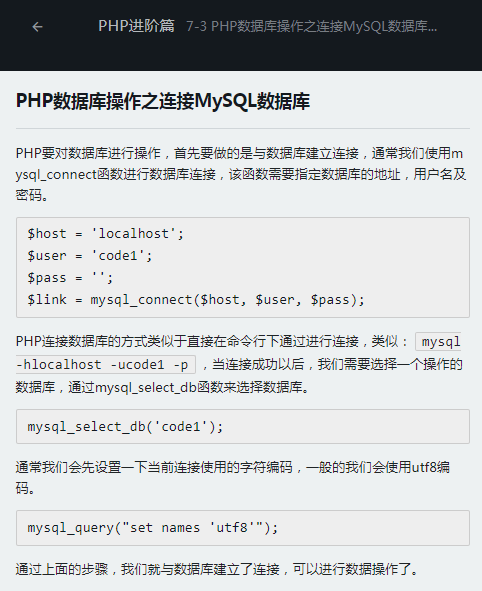 ← PHP进阶篇 7-3 PHP数据库操作之连接MySQL数据库...
PHP数据库操作之连接MySQL数据库
PHP要对数据库进行操作，首先要做的是与数据库建立连接，通常我们使用m
ysql_connect函数进行数据库连接，该函数需要指定数据库的地址，用户名及
密码。
$host = 'localhost';
$user = 'code1';
$pass = '';
$link = mysql_connect($host, $user, $pass);
PHP连接数据库的方式类似于直接在命令行下通过进行连接，类似： mysql
-hlocalhost -ucode1 -p ，当连接成功以后，我们需要选择一个操作的
数据库，通过mysql_select_db函数来选择数据库。
mysql_select_db('code1');
通常我们会先设置一下当前连接使用的字符编码，一般的我们会使用utf8编
码。
mysql_query("set names 'utf8'");
通过上面的步骤，我们就与数据库建立了连接，可以进行数据操作了。